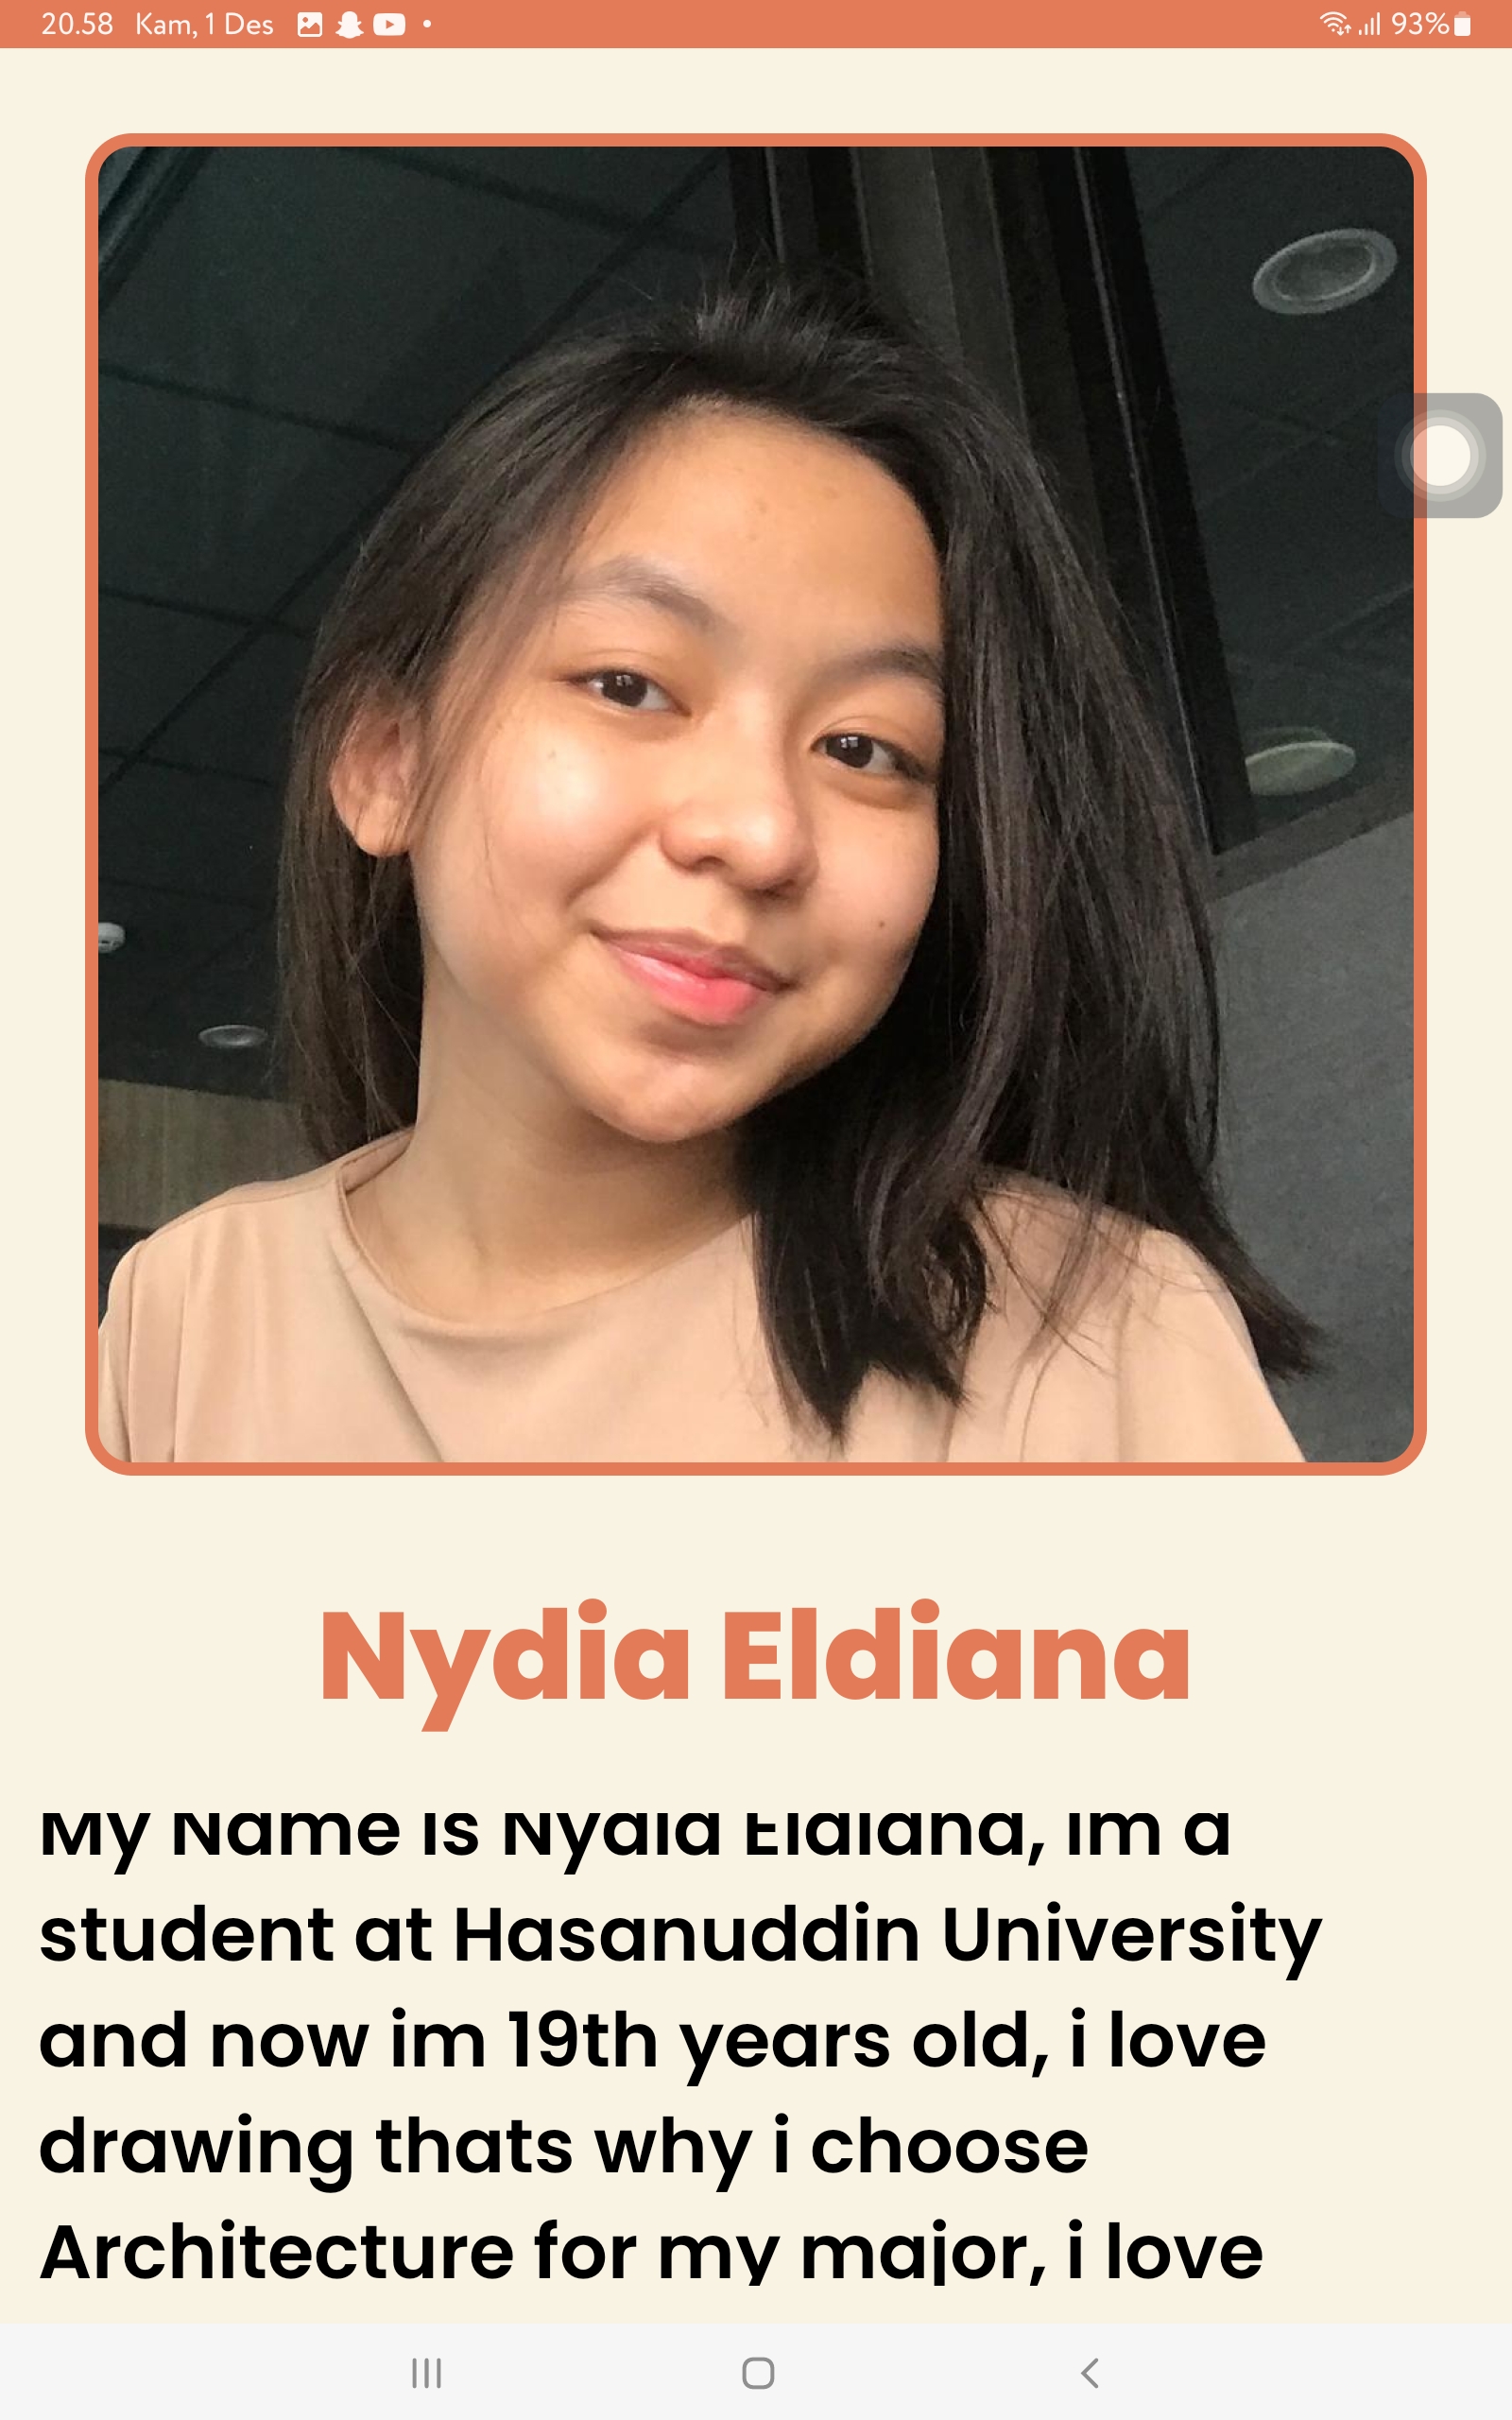 20.58 Kam, 1 Des 93%
Nydia Eldiana
My Name is Nydia Eldiana, im a
student at Hasanuddin University
and now im 19th years old, i love
drawing thats why i choose
Architecture for my major, i love